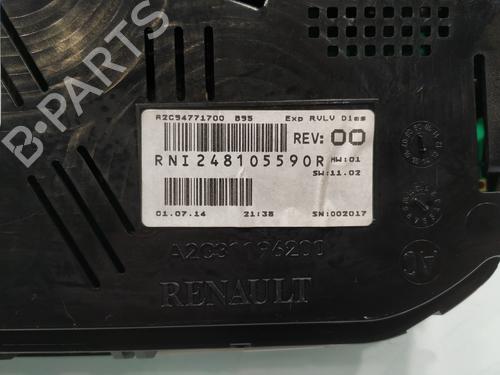 B-PARTS
A2C94771700 B95 Exp RVLV Dies
REV: 00
RNI248105590R HW:01
SW:11.02
01.07.14 21:38 SN:002017
RENAULT
AC